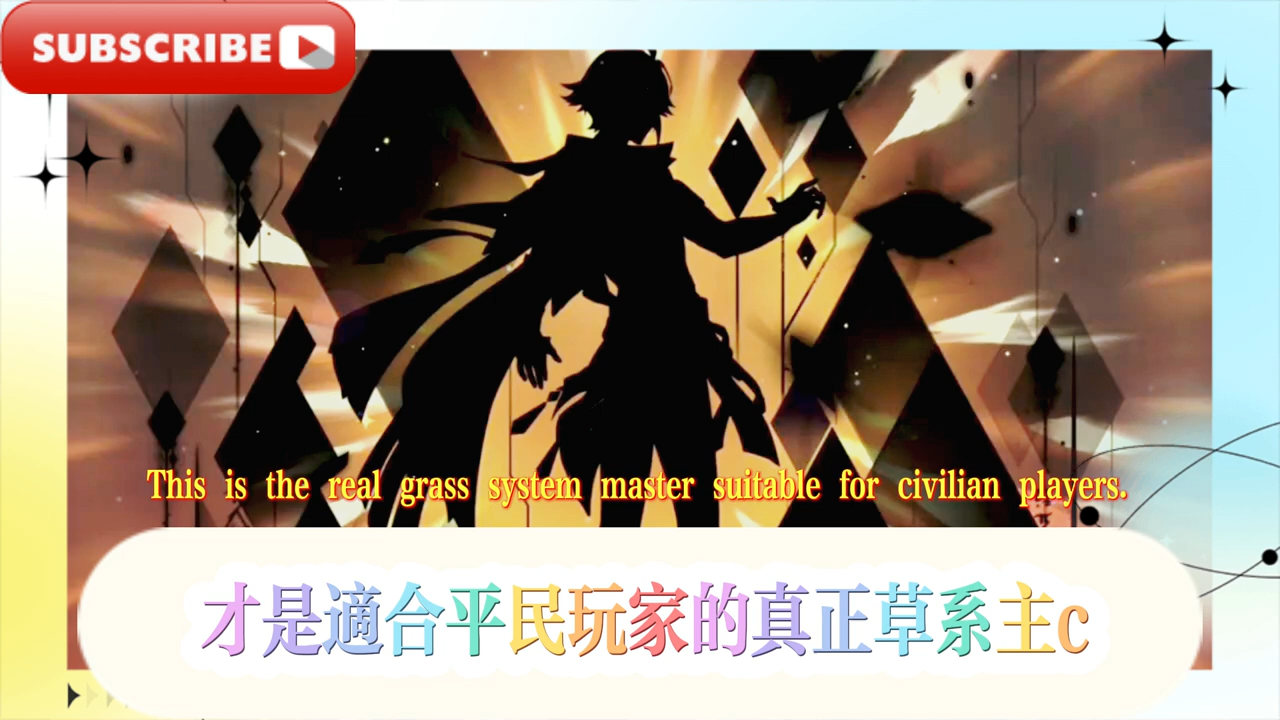 SUBSCRIBE
This is the real grass system master suitable for civilian players.
才是適合平民玩家的真正草系主c